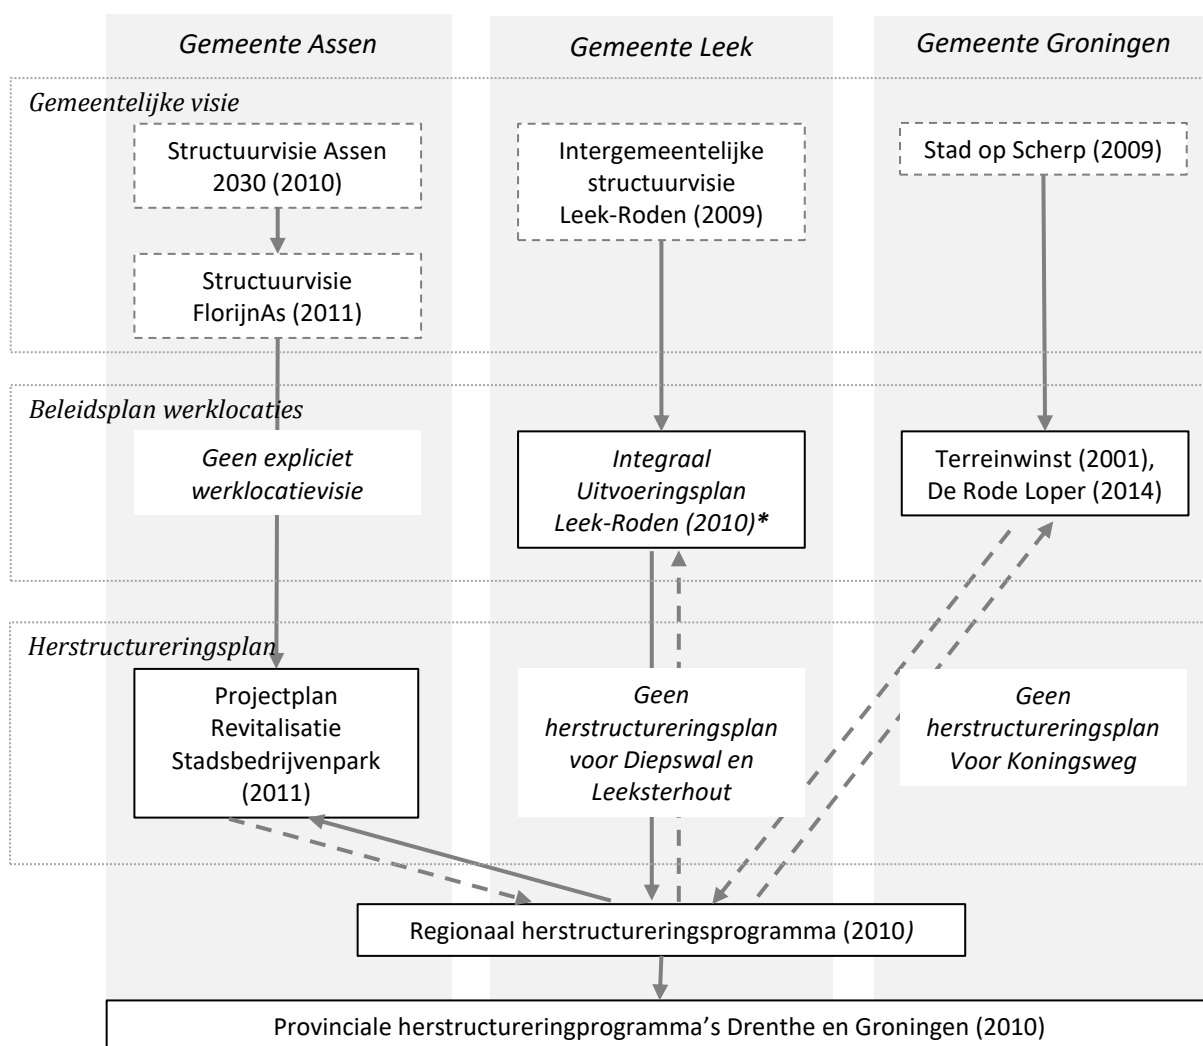 Gemeente Assen
Gemeente Leek
Gemeente Groningen
Gemeentelijke visie
Structuurvisie Assen
2030 (2010)
Intergemeentelijke
structuurvisie
Leek-Roden (2009)
Stad op Scherp (2009)
Structuurvisie
FlorijnAs (2011)
Beleidsplan werklocaties
Geen expliciet
werklocatievisie
Integraal
Uitvoeringsplan
Leek-Roden (2010)*
Terreinwinst (2001),
De Rode Loper (2014)
Herstructureringsplan
Projectplan
Revitalisatie
Stadsbedrijvenpark
(2011)
Geen
herstructureringsplan
voor Diepswal en
Leeksterhout
Geen
herstructureringsplan
Voor Koningsweg
Regionaal herstructureringsprogramma (2010)
Provinciale herstructureringprogramma's Drenthe en Groningen (2010)